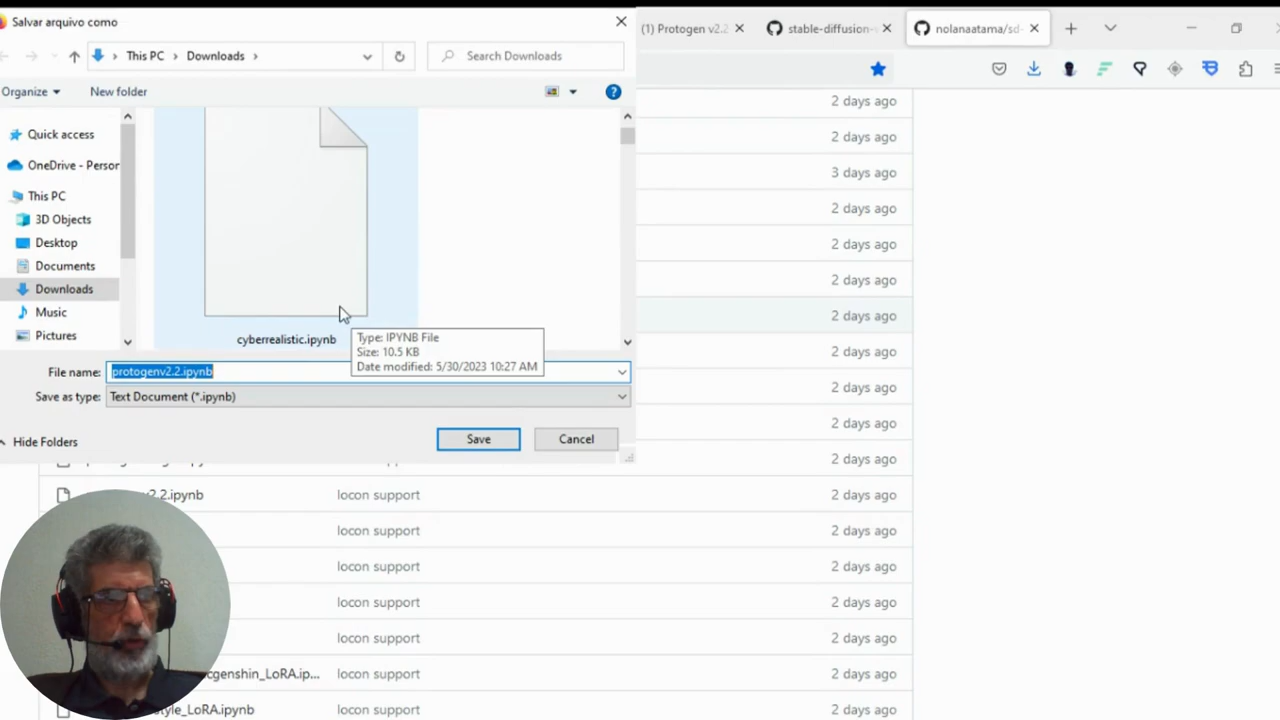 Salvar arquivo como
(1) Protogen v2.2
stable-diffusion-
nolanaatama/sd-
This PC
Downloads
Search Downloads
Organize
New folder
Quick access
OneDrive - Person
This PC
3D Objects
Desktop
Documents
Downloads
Music
Pictures
cyberrealistic.ipynb
Type: IPYNB File
Size: 10.5 KB
Date modified: 5/30/2023 10:27 AM
File name: protogenv2.2.ipynb
Save as type: Text Document (*.ipynb)
Hide Folders
Save
Cancel
2 days ago
2 days ago
3 days ago
2 days ago
2 days ago
2 days ago
2 days ago
2 days ago
2 days ago
2 days ago
2 days ago
v2.2.ipynb locon support 2 days ago
locon support 2 days ago
locon support 2 days ago
locon support 2 days ago
locon support 2 days ago
cgenshin_LoRA.ip... locon support 2 days ago
style_LoRA.ipynb locon support 2 days ago